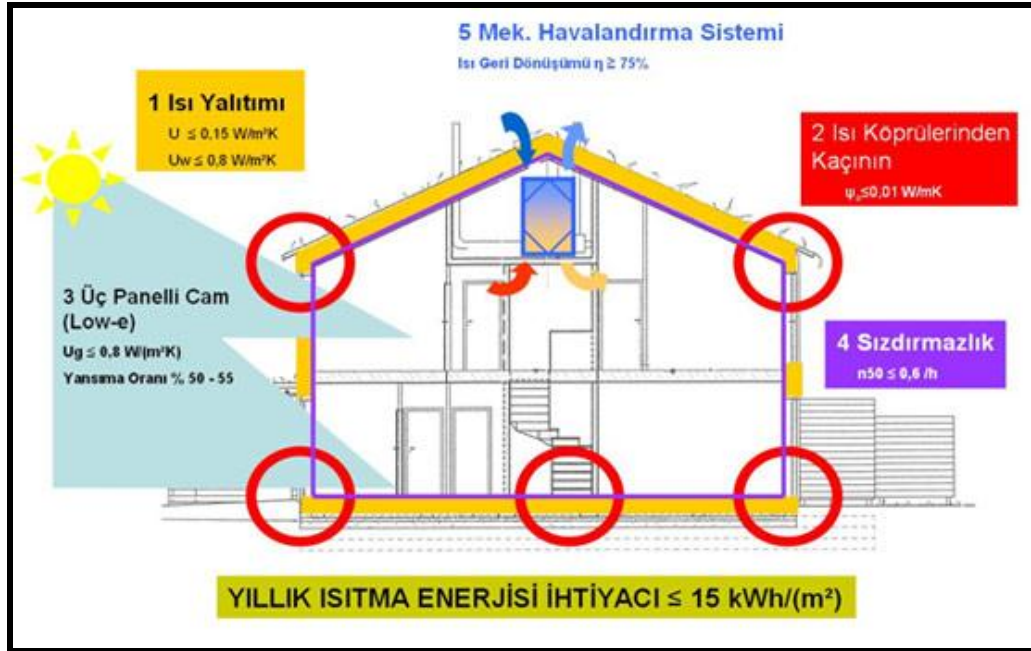 5 Mek. Havalandırma Sistemi
Isı Geri Dönüşümü η ≥ 75%
1 Isı Yalıtımı
U ≤ 0,15 W/m²K
Uw ≤ 0,8 W/m²K
2 Isı Köprülerinden
Kaçının
ψₐ≤0,01 W/mK
3 Üç Panelli Cam
(Low-e)
Ug ≤ 0,8 W/(m²K)
Yansıma Oranı % 50 - 55
4 Sızdırmazlık
n50 ≤ 0,6 /h
YILLIK ISITMA ENERJİSİ İHTİYACI ≤ 15 kWh/(m²)